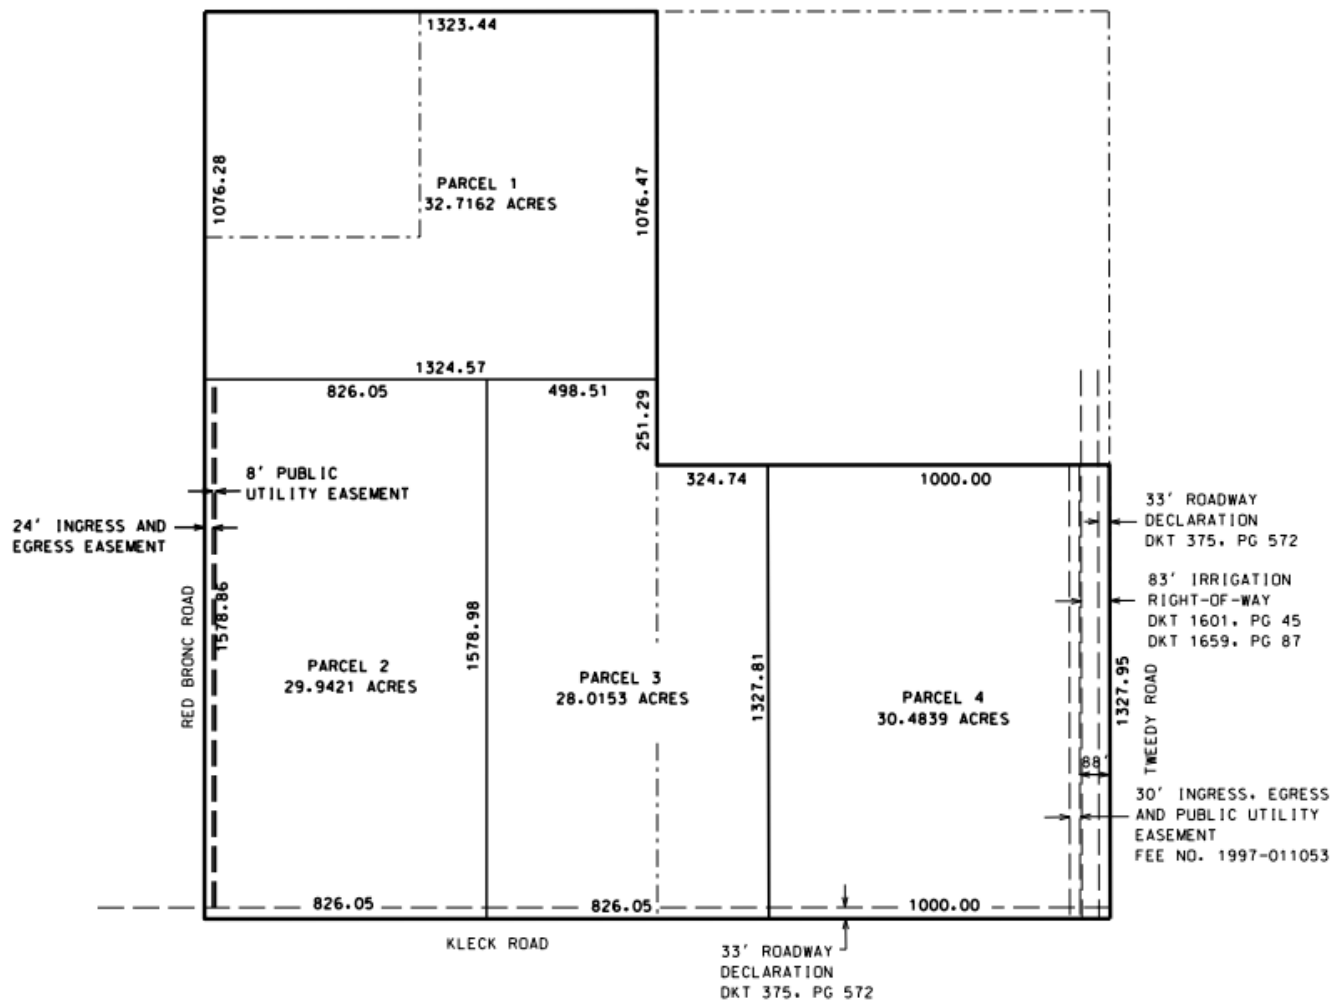 1323.44
1076.28
PARCEL 1
32.7162 ACRES
1076.47
1324.57
826.05
498.51
251.29
8' PUBLIC
UTILITY EASEMENT
24' INGRESS AND
EGRESS EASEMENT
324.74
1000.00
33' ROADWAY
DECLARATION
DKT 375. PG 572
83' IRRIGATION
RIGHT-OF-WAY
DKT 1601. PG 45
DKT 1659. PG 87
RED BRONC ROAD
1578.86
1578.98
PARCEL 2
29.9421 ACRES
PARCEL 3
28.0153 ACRES
1327.81
PARCEL 4
30.4839 ACRES
1327.95
TWEEDY ROAD
88'
30' INGRESS. EGRESS
AND PUBLIC UTILITY
EASEMENT
FEE NO. 1997-011053
826.05
826.05
1000.00
KLECK ROAD
33' ROADWAY
DECLARATION
DKT 375. PG 572